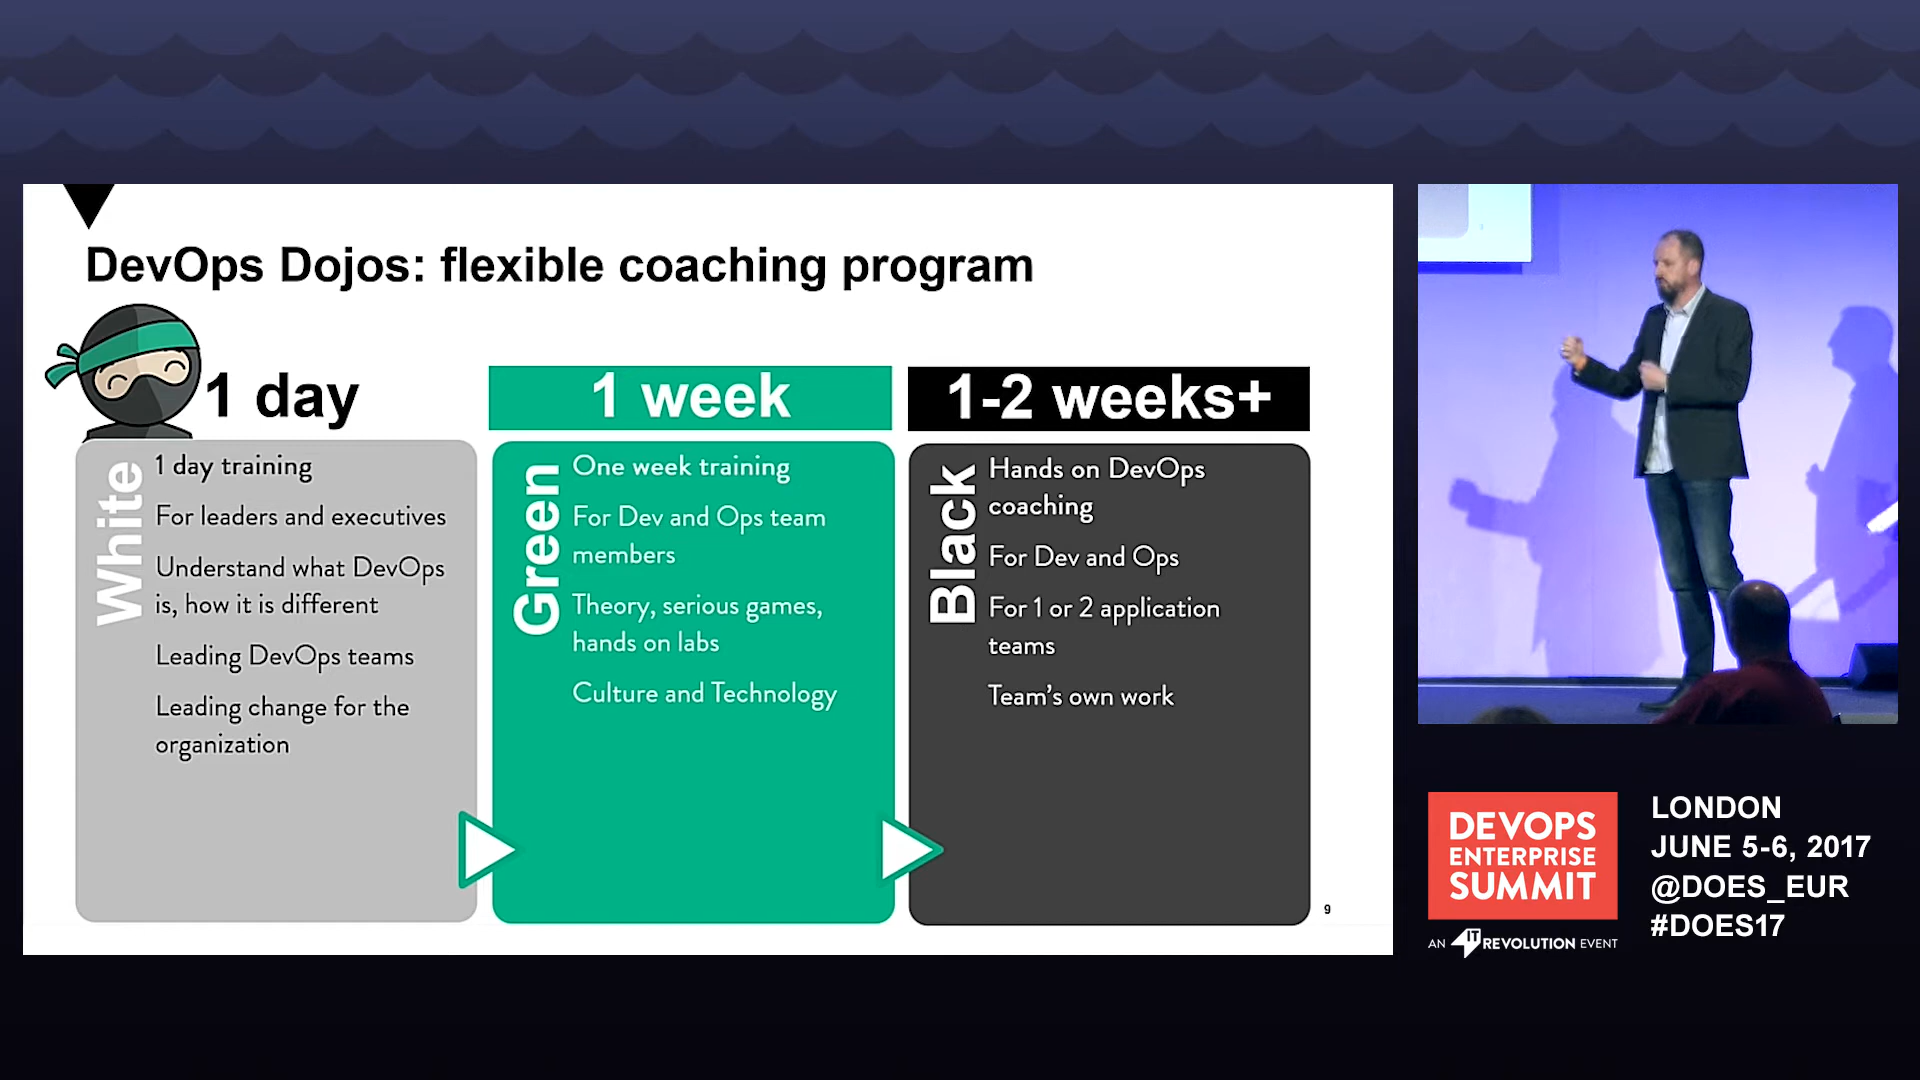 DevOps Dojos: flexible coaching program
1 day
White
1 day training
For leaders and executives
Understand what DevOps
is, how it is different
Leading DevOps teams
Leading change for the
organization
1 week
Green
One week training
For Dev and Ops team
members
Theory, serious games,
hands on labs
Culture and Technology
1-2 weeks+
Black
Hands on DevOps
coaching
For Dev and Ops
For 1 or 2 application
teams
Team's own work
9
DEVOPS
ENTERPRISE
SUMMIT
AN IT REVOLUTION EVENT
LONDON
JUNE 5-6, 2017
@DOES_EUR
#DOES17